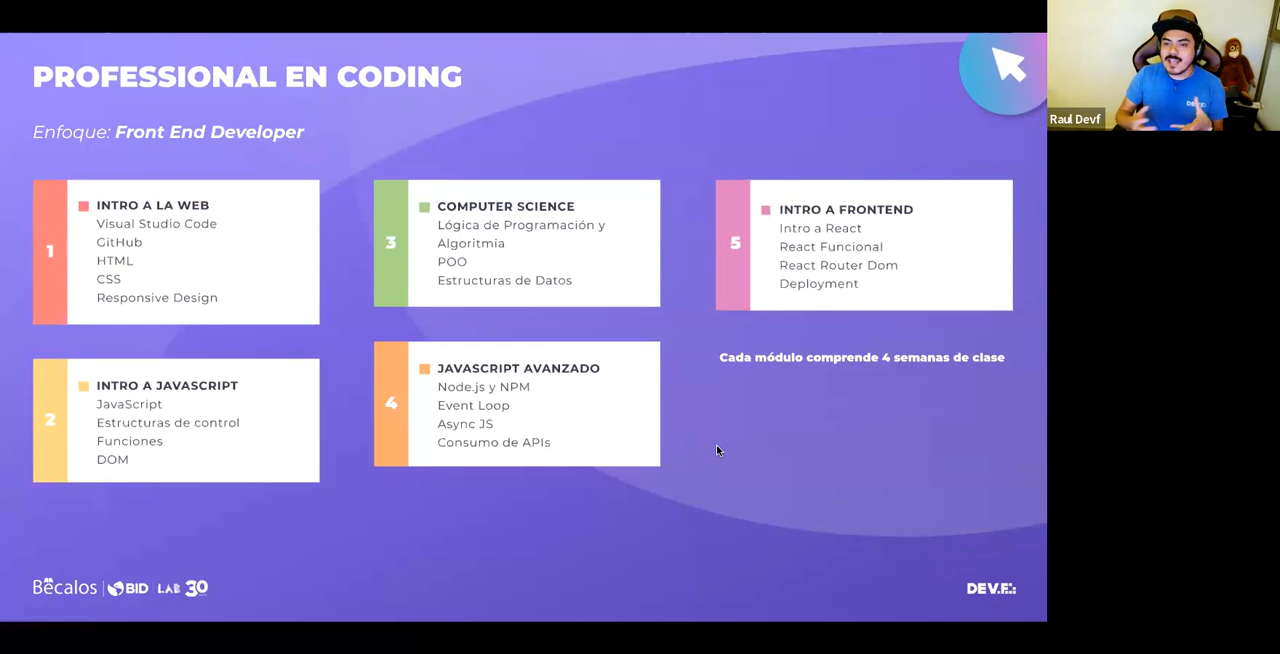 PROFESSIONAL EN CODING
Enfoque: Front End Developer
1
INTRO A LA WEB
Visual Studio Code
GitHub
HTML
CSS
Responsive Design
2
INTRO A JAVASCRIPT
JavaScript
Estructuras de control
Funciones
DOM
3
COMPUTER SCIENCE
Lógica de Programación y
Algoritmia
POO
Estructuras de Datos
4
JAVASCRIPT AVANZADO
Node.js y NPM
Event Loop
Async JS
Consumo de APIs
5
INTRO A FRONTEND
Intro a React
React Funcional
React Router Dom
Deployment
Cada módulo comprende 4 semanas de clase
Bécalos BID LAB 30
DEV.F.:
Raul Devf